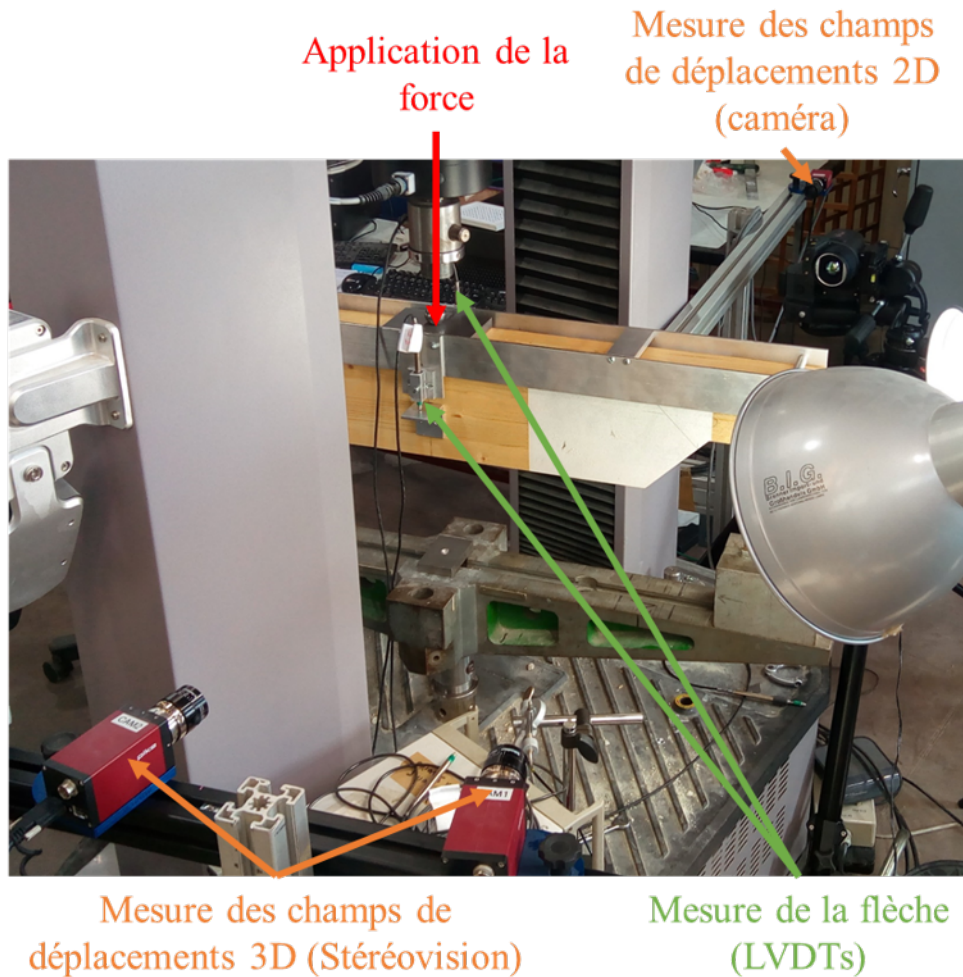 Application de la
force
Mesure des champs
de déplacements 2D
(caméra)
B.I.G.
CAM2
CAM1
Mesure des champs de
déplacements 3D (Stéréovision)
Mesure de la flèche
(LVDTs)